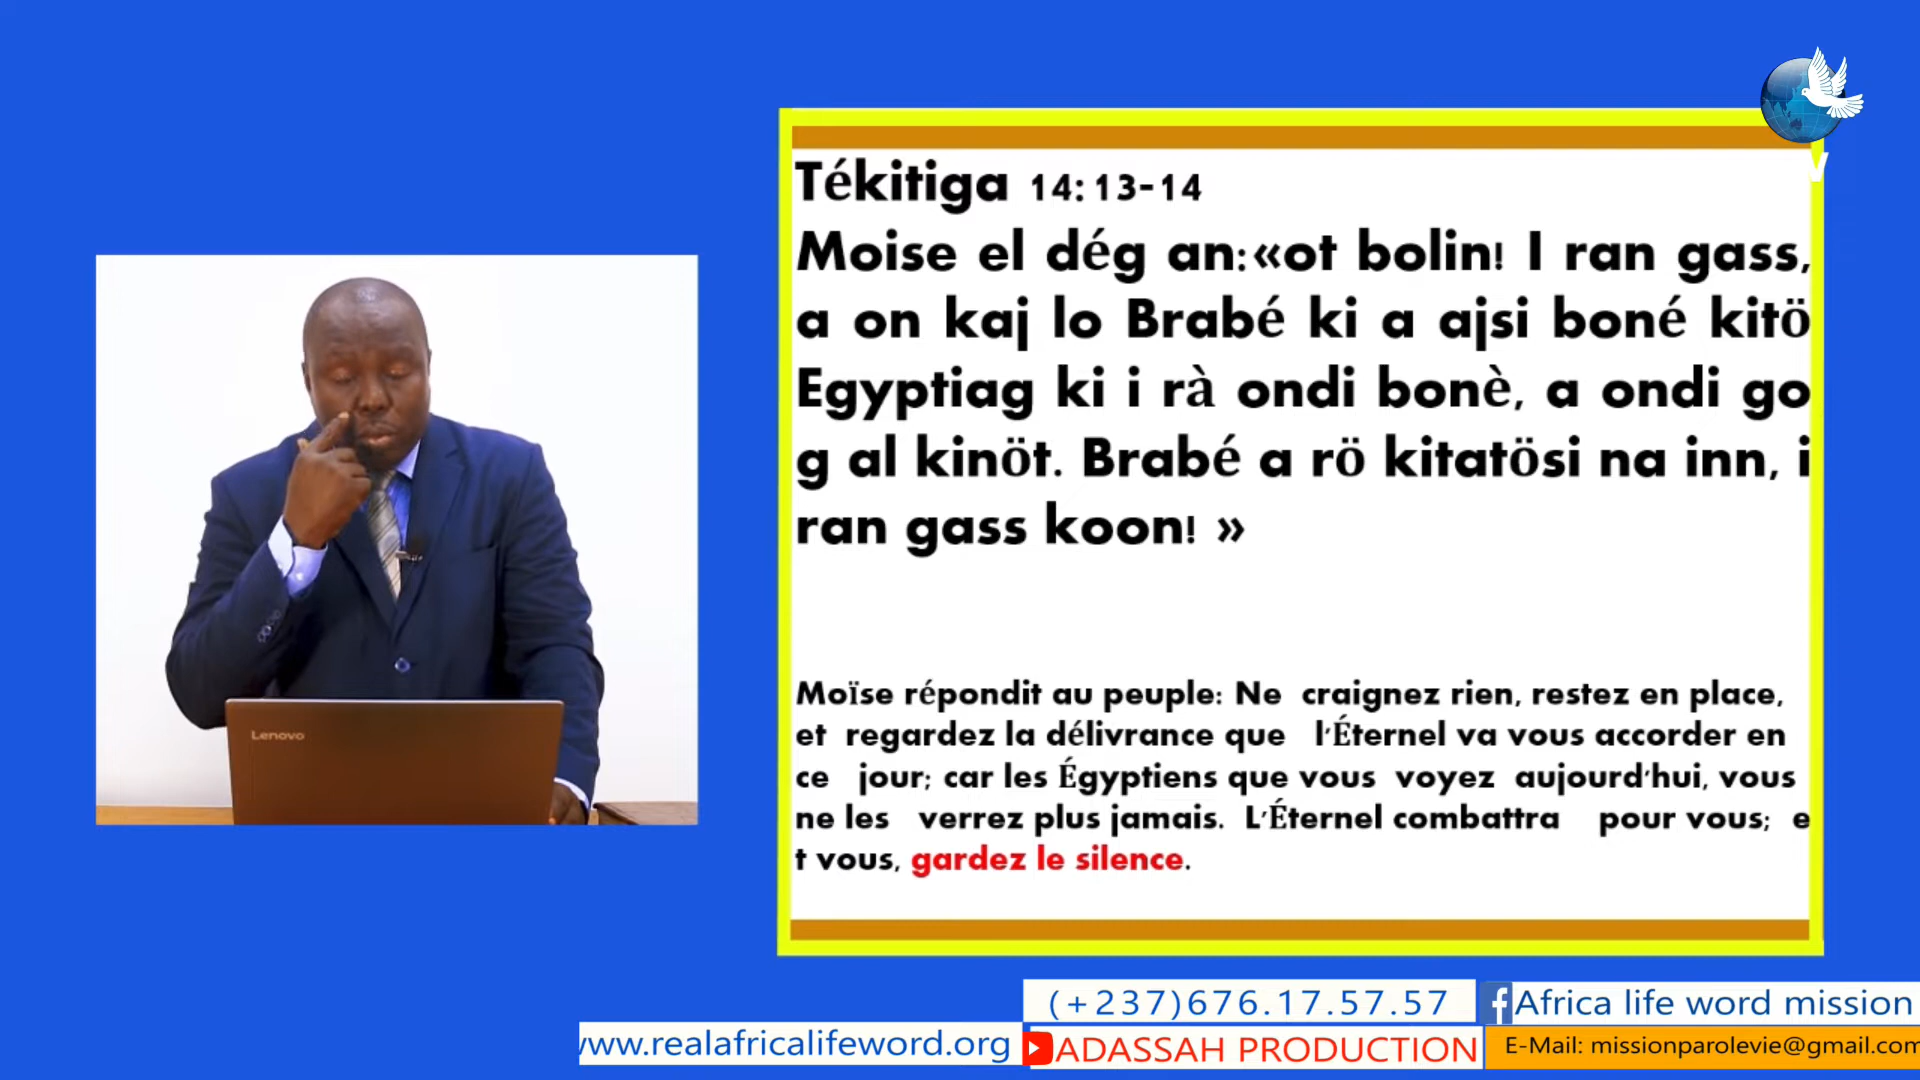 Tékitiga 14:13-14
Moise el dég an:«ot bolin! I ran gass,
a on kaj lo Brabé ki a ajsi boné kitö
Egyptiag ki i rà ondi bonè, a ondi go
g al kinöt. Brabé a rö kitatösi na inn, i
ran gass koon! »
Moïse répondit au peuple: Ne craignez rien, restez en place,
et regardez la délivrance que l'Éternel va vous accorder en
ce jour; car les Égyptiens que vous voyez aujourd'hui, vous
ne les verrez plus jamais. L'Éternel combattra pour vous; e
t vous, gardez le silence.
Lenovo
V
(+237)676.17.57.57
Africa life word mission
www.realafricalifeword.org
ADASSAH PRODUCTION
E-Mail: missionparolevie@gmail.com